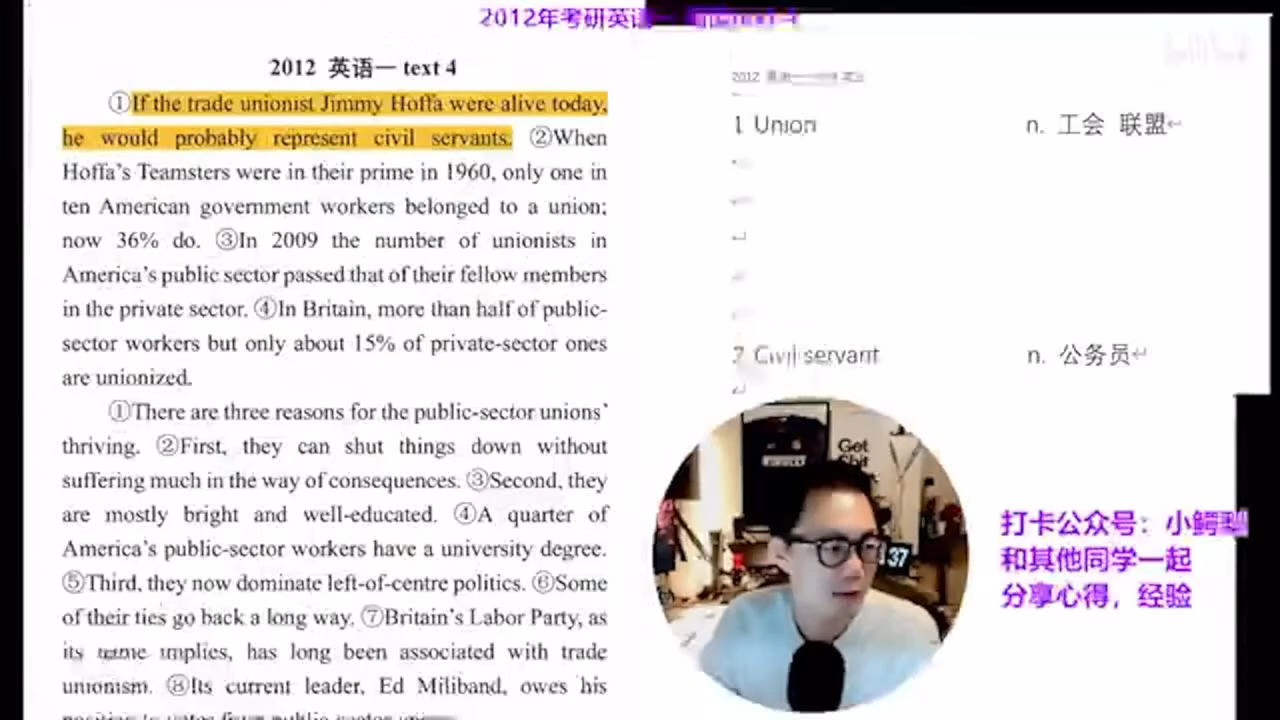 2012年考研英语一
2012 英语一 text 4
①If the trade unionist Jimmy Hoffa were alive today,
he would probably represent civil servants. ②When
Hoffa's Teamsters were in their prime in 1960, only one in
ten American government workers belonged to a union;
now 36% do. ③In 2009 the number of unionists in
America's public sector passed that of their fellow members
in the private sector. ④In Britain, more than half of public-
sector workers but only about 15% of private-sector ones
are unionized.
①There are three reasons for the public-sector unions'
thriving. ②First, they can shut things down without
suffering much in the way of consequences. ③Second, they
are mostly bright and well-educated. ④A quarter of
America's public-sector workers have a university degree.
⑤Third, they now dominate left-of-centre politics. ⑥Some
of their ties go back a long way. ⑦Britain's Labor Party, as
its name implies, has long been associated with trade
unionism. ⑧Its current leader, Ed Miliband, owes his
2012
1 Union n. 工会 联盟
2 Civil servant n. 公务员
Get
37
打卡公众号：小鳄
和其他同学一起
分享心得，经验